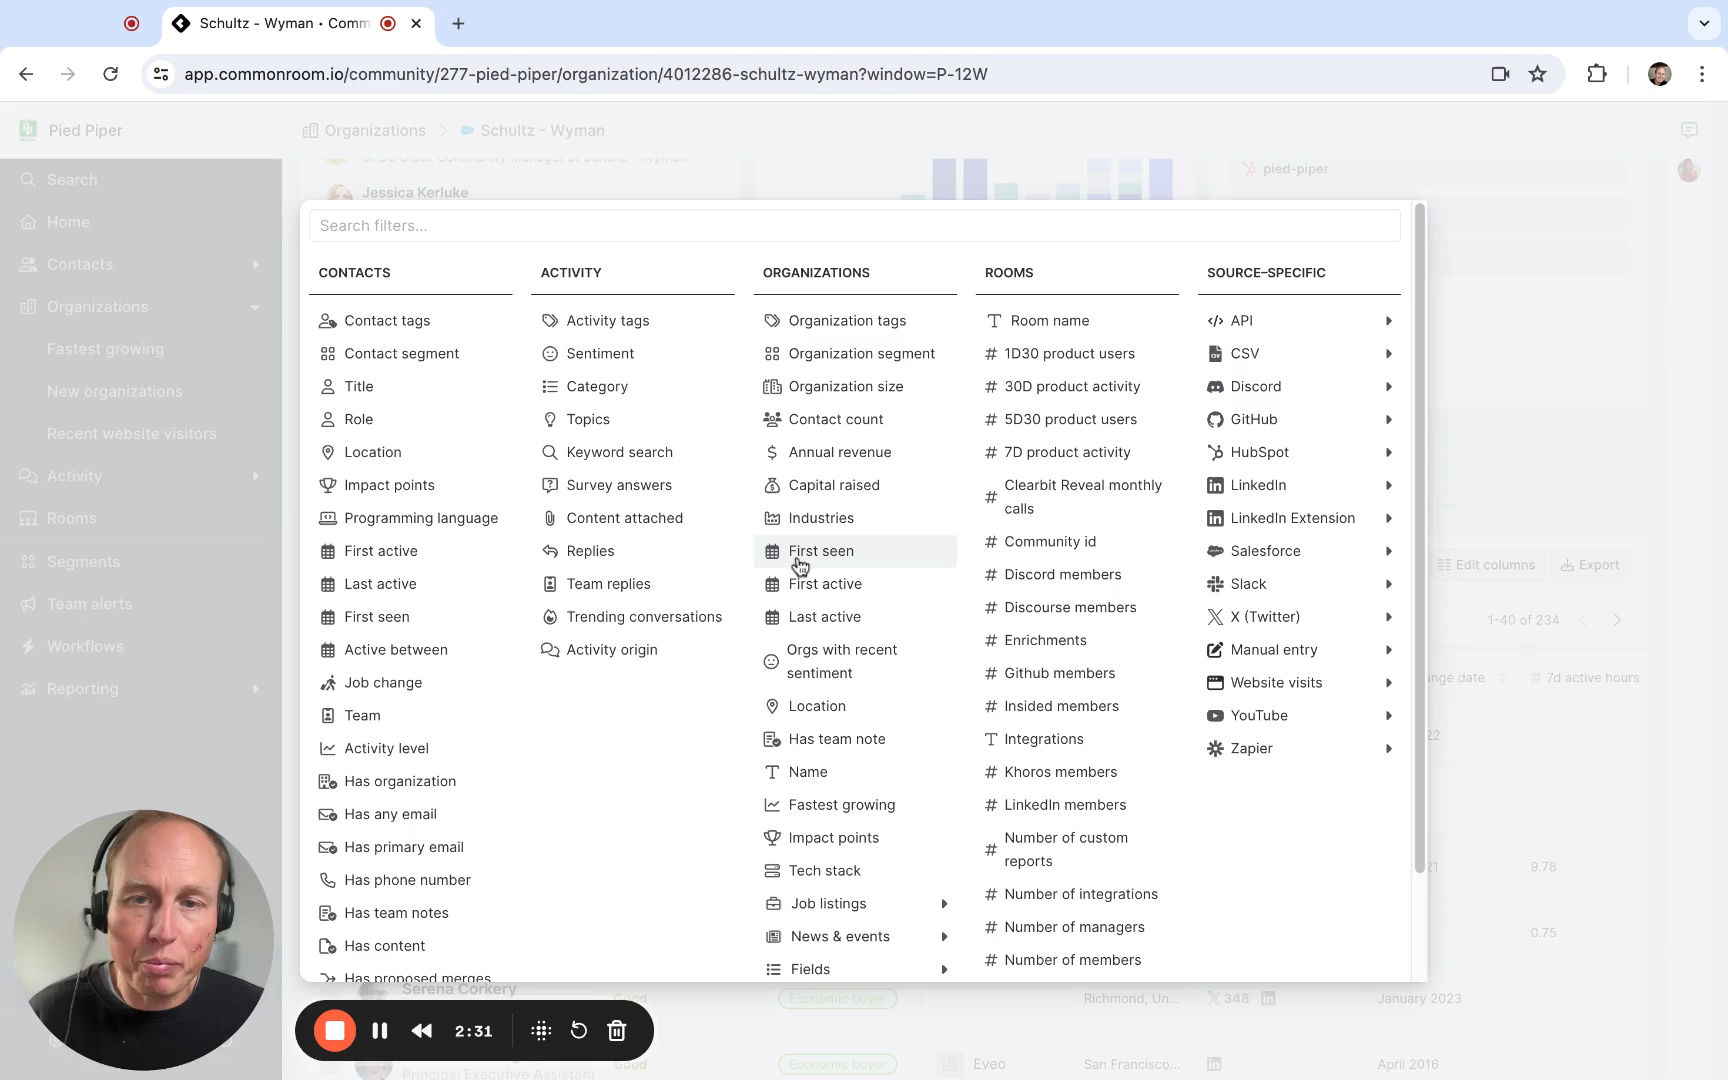 Schultz - Wyman • Comm
app.commonroom.io/community/277-pied-piper/organization/4012286-schultz-wyman?window=P-12W
Pied Piper
Organizations
Schultz - Wyman
Search
Home
Contacts
Organizations
Fastest growing
New organizations
Recent website visitors
Activity
Rooms
Segments
Team alerts
Workflows
Reporting
Jessica Kerluke
pied-piper
Search filters...
CONTACTS
Contact tags
Contact segment
Title
Role
Location
Impact points
Programming language
First active
Last active
First seen
Active between
Job change
Team
Activity level
Has organization
Has any email
Has primary email
Has phone number
Has team notes
Has content
Has proposed merges
ACTIVITY
Activity tags
Sentiment
Category
Topics
Keyword search
Survey answers
Content attached
Replies
Team replies
Trending conversations
Activity origin
ORGANIZATIONS
Organization tags
Organization segment
Organization size
Contact count
Annual revenue
Capital raised
Industries
First seen
First active
Last active
Orgs with recent
sentiment
Location
Has team note
Name
Fastest growing
Impact points
Tech stack
Job listings
News & events
Fields
ROOMS
Room name
# 1D30 product users
# 30D product activity
# 5D30 product users
# 7D product activity
# Clearbit Reveal monthly
calls
# Community id
# Discord members
# Discourse members
# Enrichments
# Github members
# Insided members
Integrations
# Khoros members
# LinkedIn members
# Number of custom
reports
# Number of integrations
# Number of managers
# Number of members
SOURCE–SPECIFIC
API
CSV
Discord
GitHub
HubSpot
LinkedIn
LinkedIn Extension
Salesforce
Slack
X (Twitter)
Manual entry
Website visits
YouTube
Zapier
Edit columns
Export
1-40 of 234
nge date
# 7d active hours
22
21
9.78
0.75
Serena Corkery
Good
Economic buyer
Richmond, Un...
348
January 2023
Principal Executive Assistant
Good
Economic buyer
Eveo
San Francisco...
April 2016
2:31